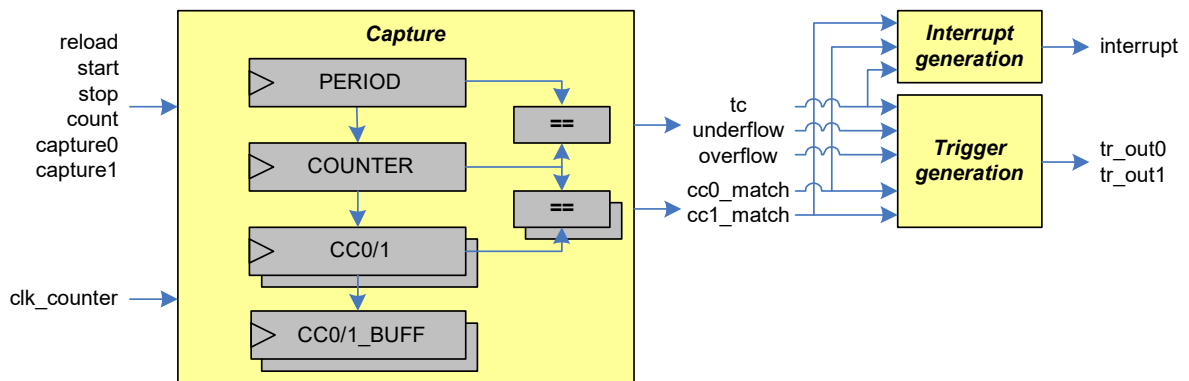 reload
start
stop
count
capture0
capture1
clk_counter
Capture
PERIOD
COUNTER
CC0/1
CC0/1_BUFF
==
==
tc
underflow
overflow
cc0_match
cc1_match
Interrupt
generation
Trigger
generation
interrupt
tr_out0
tr_out1